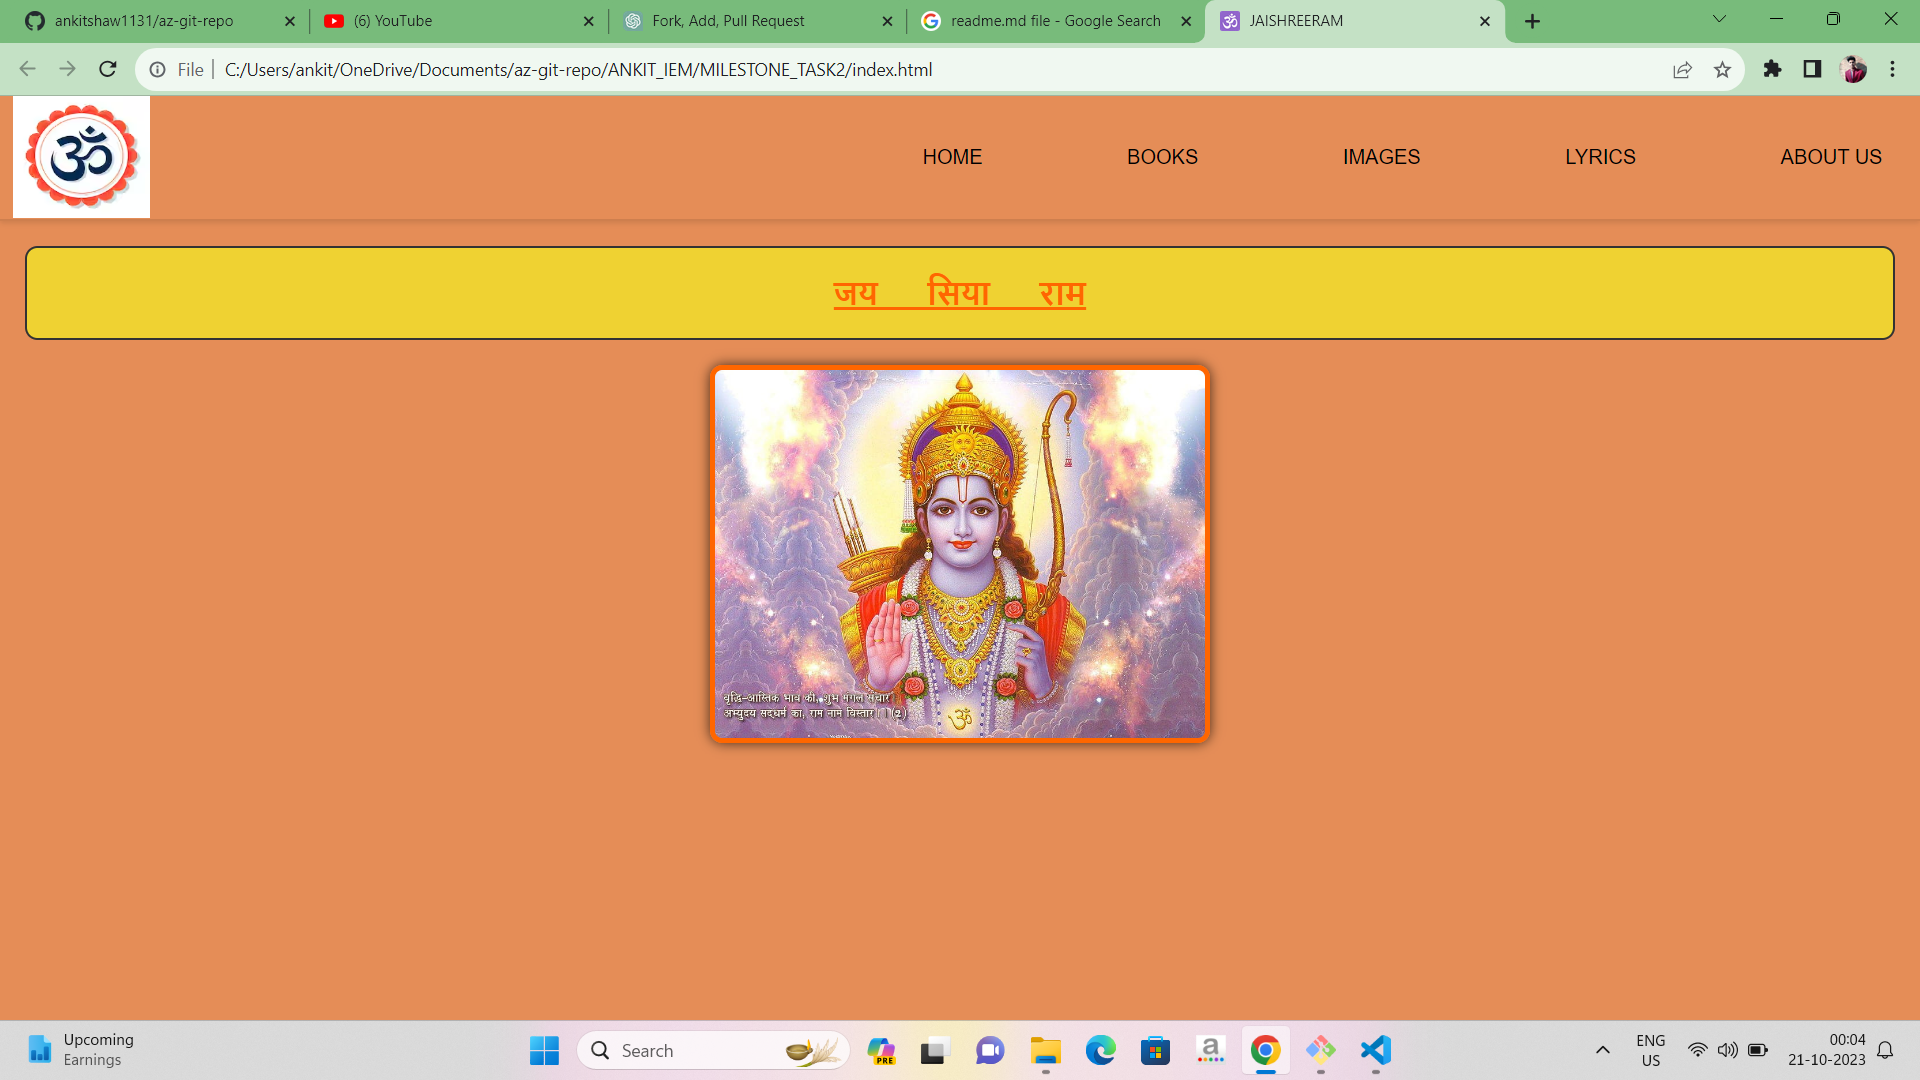 ankitshaw1131/az-git-repo
(6) YouTube
Fork, Add, Pull Request
readme.md file - Google Search
JAISHREERAM
File
C:/Users/ankit/OneDrive/Documents/az-git-repo/ANKIT_IEM/MILESTONE_TASK2/index.html
ॐ
HOME
BOOKS
IMAGES
LYRICS
ABOUT US
जय सिया राम
वृद्धि-आस्तिक भाव की, शुभ मंगल संचार
अभ्युदय सद्धर्म का, राम नाम विस्तार।। (2)
ॐ
Upcoming
Earnings
Search
PRE
ENG
US
00:04
21-10-2023